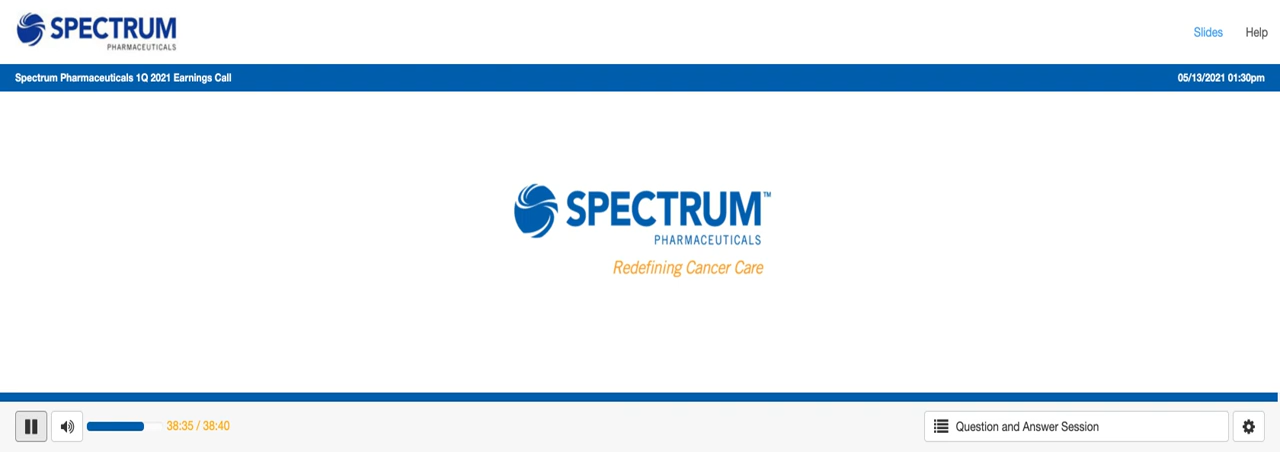 SPECTRUM
PHARMACEUTICALS
Slides Help
Spectrum Pharmaceuticals 1Q 2021 Earnings Call 05/13/2021 01:30pm
SPECTRUM™
PHARMACEUTICALS
Redefining Cancer Care
38:35 / 38:40 Question and Answer Session